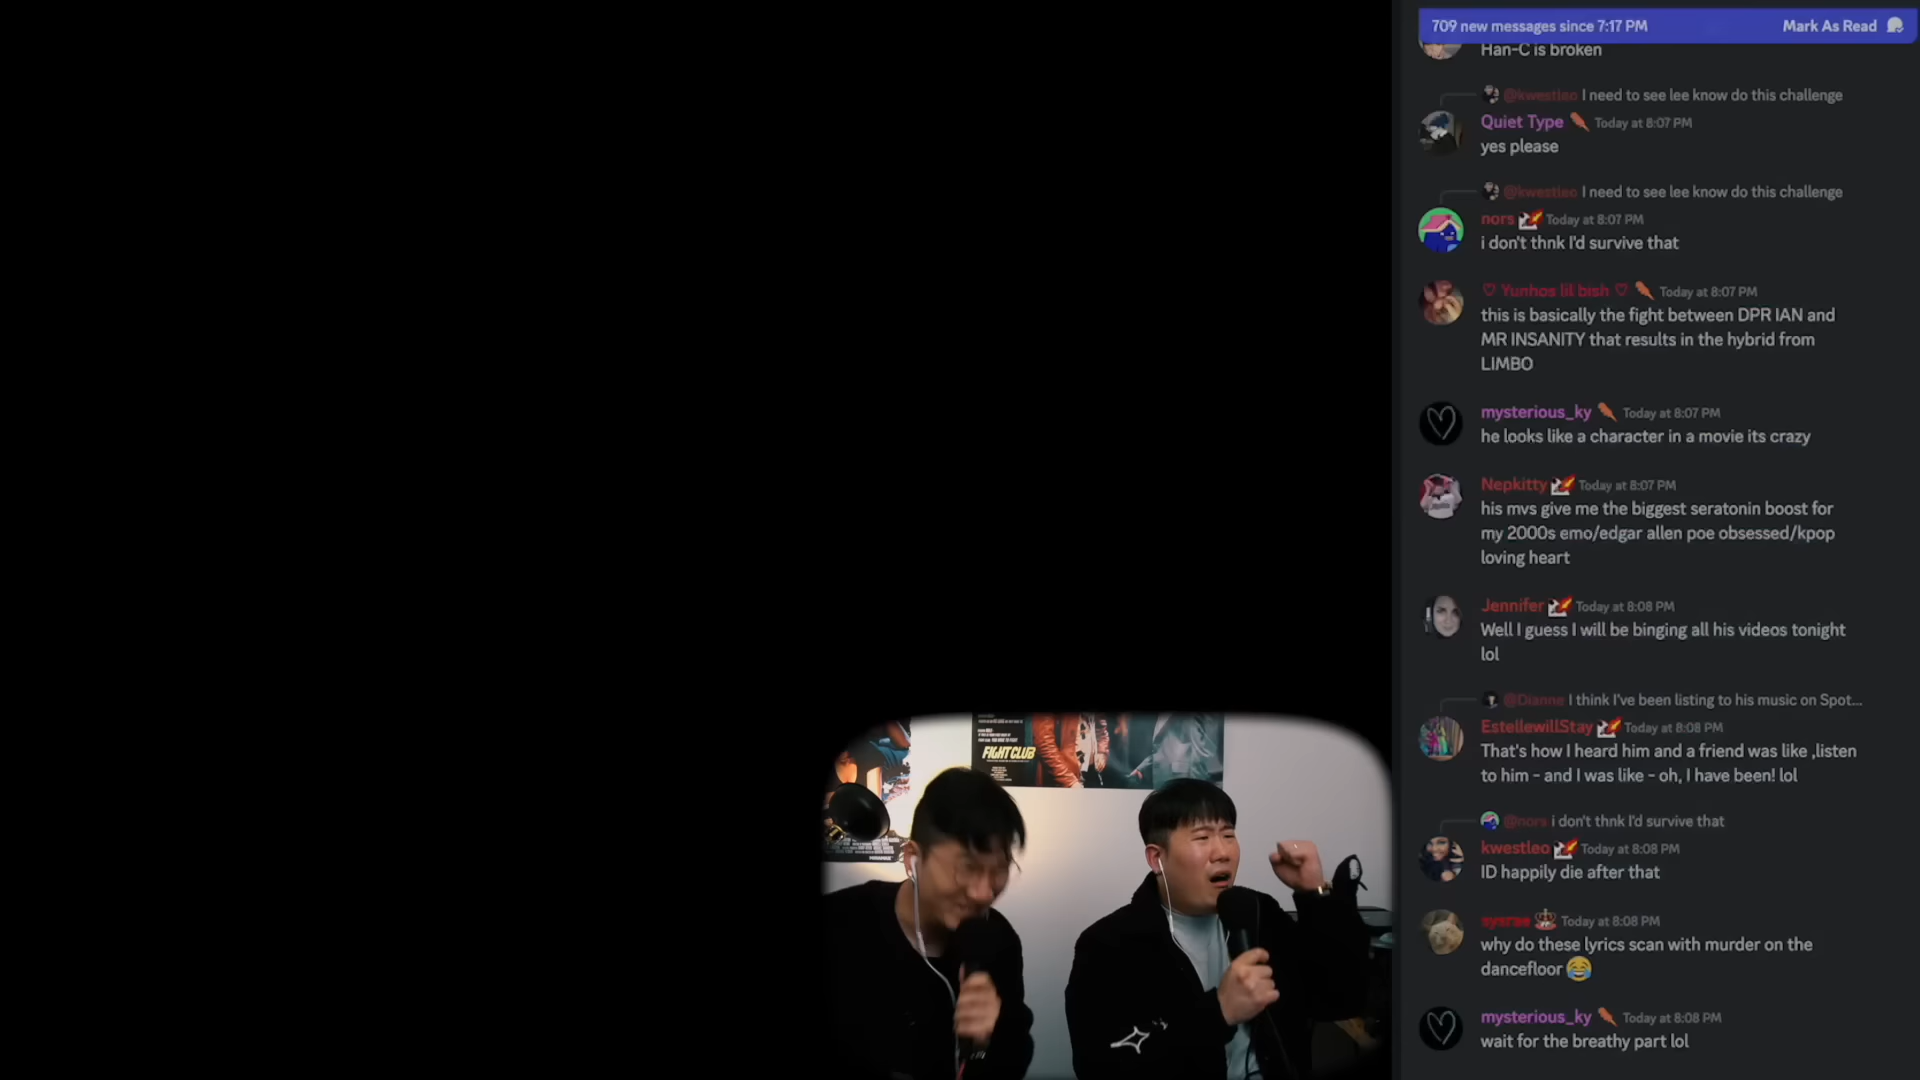 709 new messages since 7:17 PM
Mark As Read
Han-C is broken
@kwestleo I need to see lee know do this challenge
Quiet Type Today at 8:07 PM
yes please
@kwestleo I need to see lee know do this challenge
nors Today at 8:07 PM
i don't thnk I'd survive that
♡ Yunhos lil bish ♡ Today at 8:07 PM
this is basically the fight between DPR IAN and
MR INSANITY that results in the hybrid from
LIMBO
mysterious_ky Today at 8:07 PM
he looks like a character in a movie its crazy
Nepkitty Today at 8:07 PM
his mvs give me the biggest seratonin boost for
my 2000s emo/edgar allen poe obsessed/kpop
loving heart
Jennifer Today at 8:08 PM
Well I guess I will be binging all his videos tonight
lol
@Dianne I think I've been listing to his music on Spot...
EstellewillStay Today at 8:08 PM
That's how I heard him and a friend was like ,listen
to him - and I was like - oh, I have been! lol
@nors i don't thnk I'd survive that
kwestleo Today at 8:08 PM
ID happily die after that
sysrae Today at 8:08 PM
why do these lyrics scan with murder on the
dancefloor 😂
mysterious_ky Today at 8:08 PM
wait for the breathy part lol
FIGHT CLUB